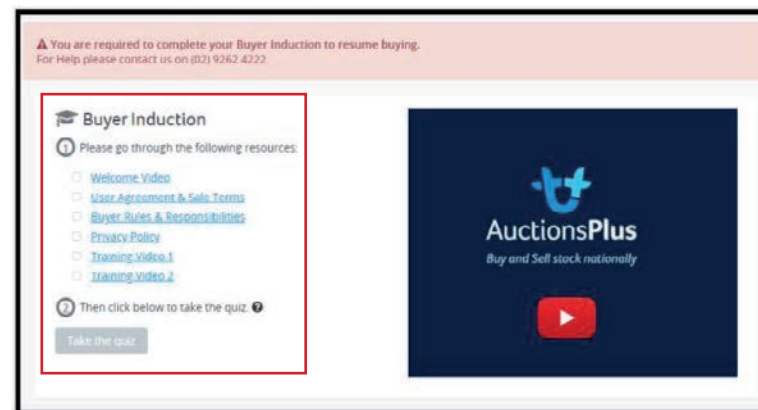 You are required to complete your Buyer Induction to resume buying.
For Help please contact us on (02) 9262 4222
Buyer Induction
1 Please go through the following resources:
Welcome Video
User Agreement & Sale Terms
Buyer Rules & Responsibilities
Privacy Policy
Training Video 1
Training Video 2
2 Then click below to take the quiz. ?
Take the quiz
AuctionsPlus
Buy and Sell stock nationally